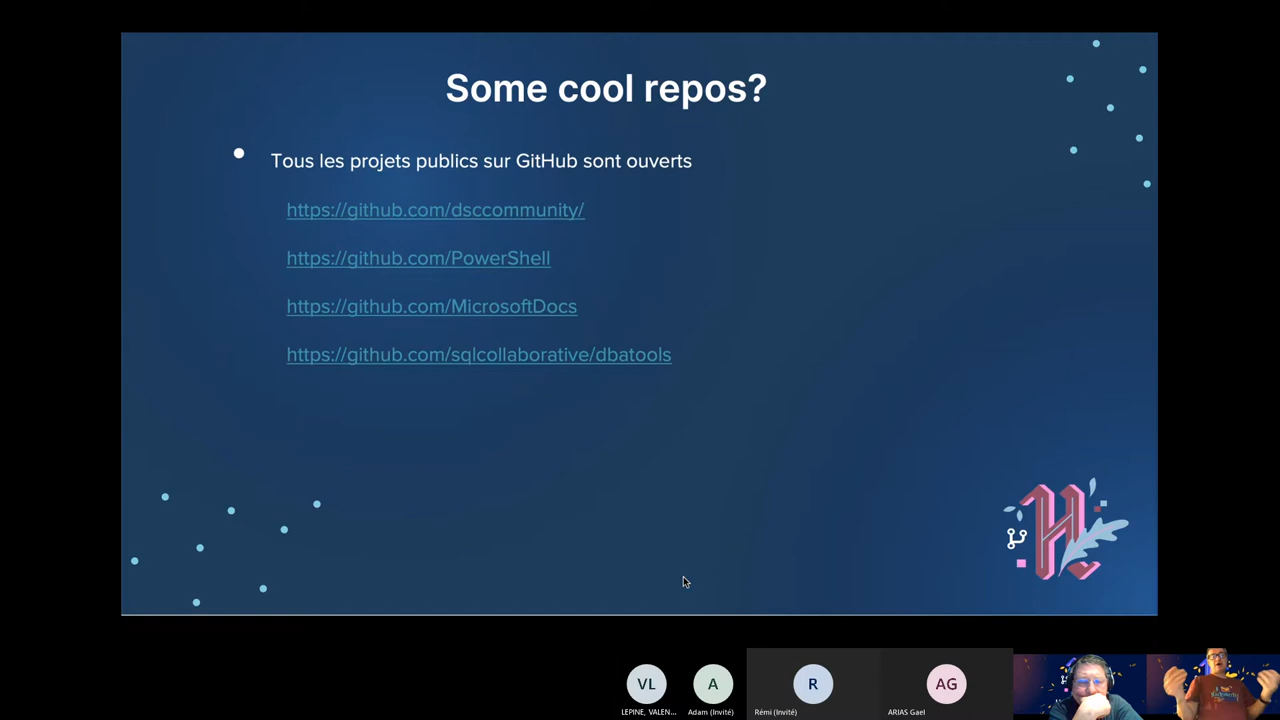 Some cool repos?
Tous les projets publics sur GitHub sont ouverts
https://github.com/dsccommunity/
https://github.com/PowerShell
https://github.com/MicrosoftDocs
https://github.com/sqlcollaborative/dbatools
H
VL
A
R
AG
LEPINE, VALEN...
Adam (Invité)
Rémi (Invité)
ARIAS Gael